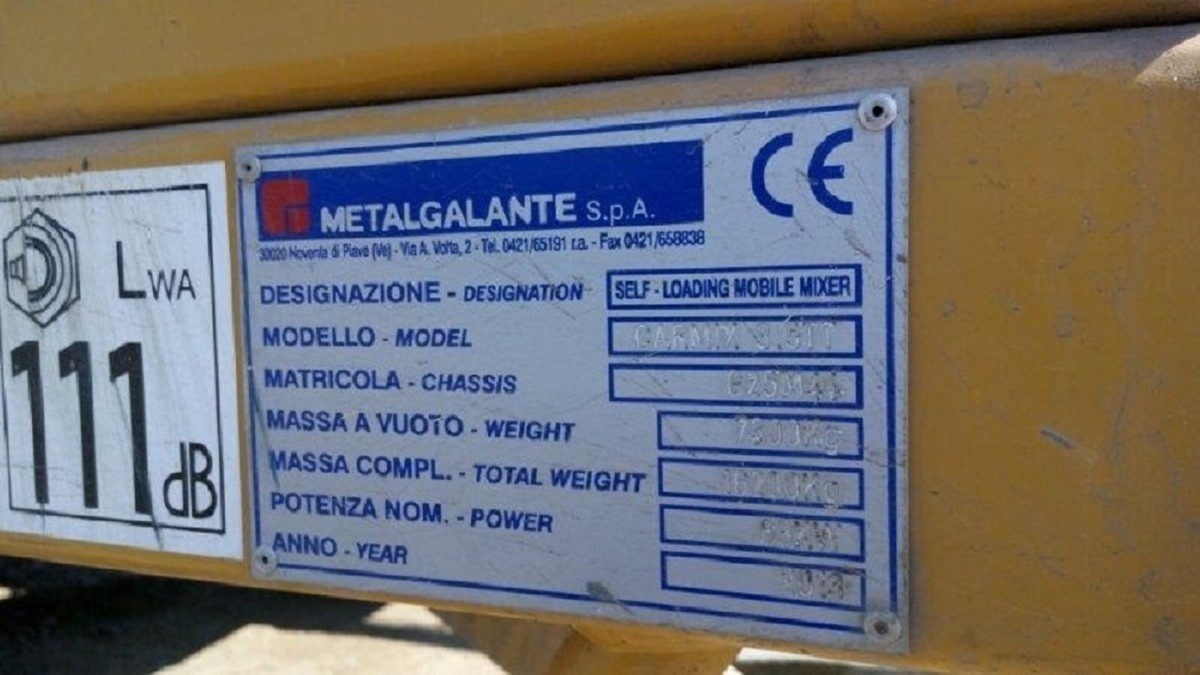 LWA
111
dB
CE
METALGALANTE S.p.A.
30020 Noventa di Piave (Ve) - Via A. Volta, 2 - Tel. 0421/65191 r.a. - Fax 0421/658838
DESIGNAZIONE - DESIGNATION SELF - LOADING MOBILE MIXER
MODELLO - MODEL
MATRICOLA - CHASSIS
MASSA A VUOTO - WEIGHT
MASSA COMPL. - TOTAL WEIGHT
POTENZA NOM. - POWER
ANNO - YEAR